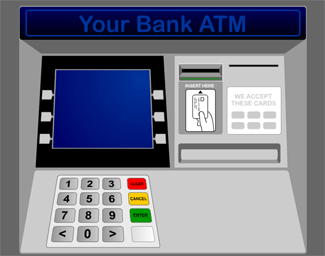 Your Bank ATM
INSERT HERE
WE ACCEPT
THESE CARDS
1 2 3 CLEAR
4 5 6 CANCEL
7 8 9 ENTER
< 0 >